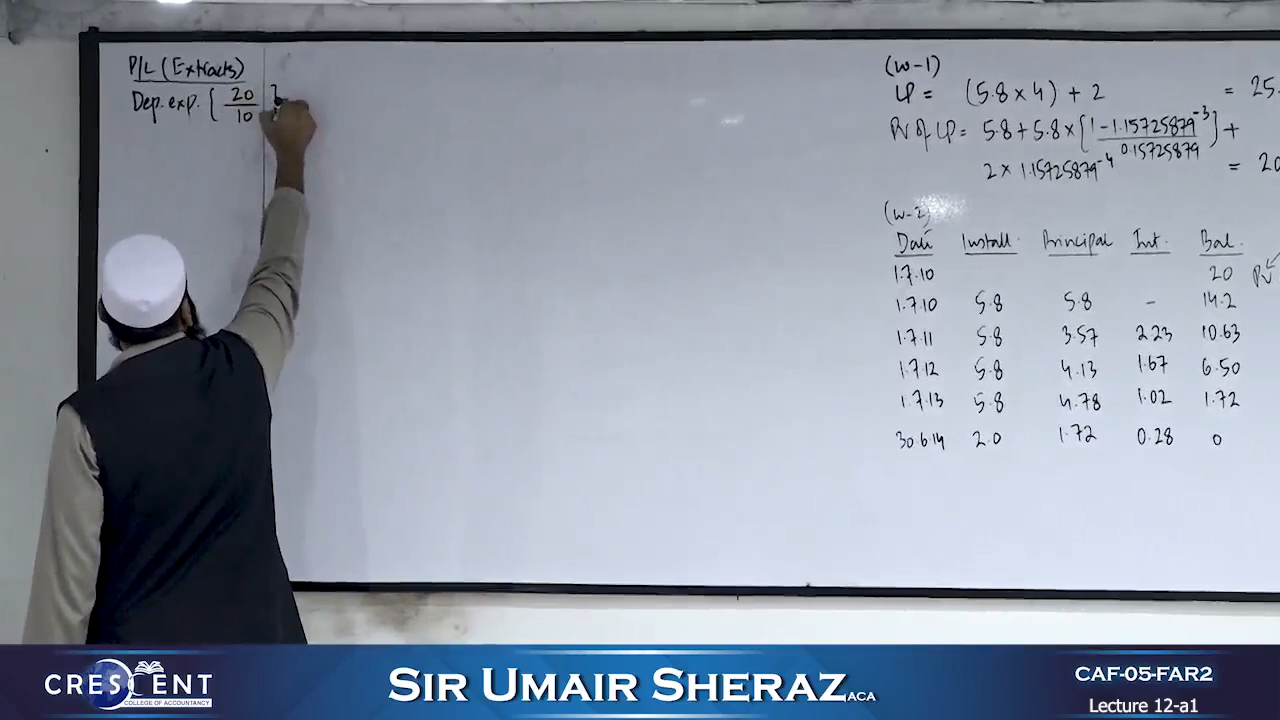 P/L (Extracts)
Dep. exp. { 20 / 10 }
(W-1)
LP = (5.8 × 4) + 2 = 25.
PV of LP = 5.8 + 5.8 × [ 1 - 1.15725879⁻³ / 0.15725879 ] +
2 × 1.15725879⁻⁴ = 20
(W-2)
Date Install. Principal Int. Bal.
1.7.10 20 PV
1.7.10 5.8 5.8 - 14.2
1.7.11 5.8 3.57 2.23 10.63
1.7.12 5.8 4.13 1.67 6.50
1.7.13 5.8 4.78 1.02 1.72
30.6.14 2.0 1.72 0.28 0
CRESCENT
COLLEGE OF ACCOUNTANCY
SIR UMAIR SHERAZ, ACA
CAF-05-FAR2
Lecture 12-a1